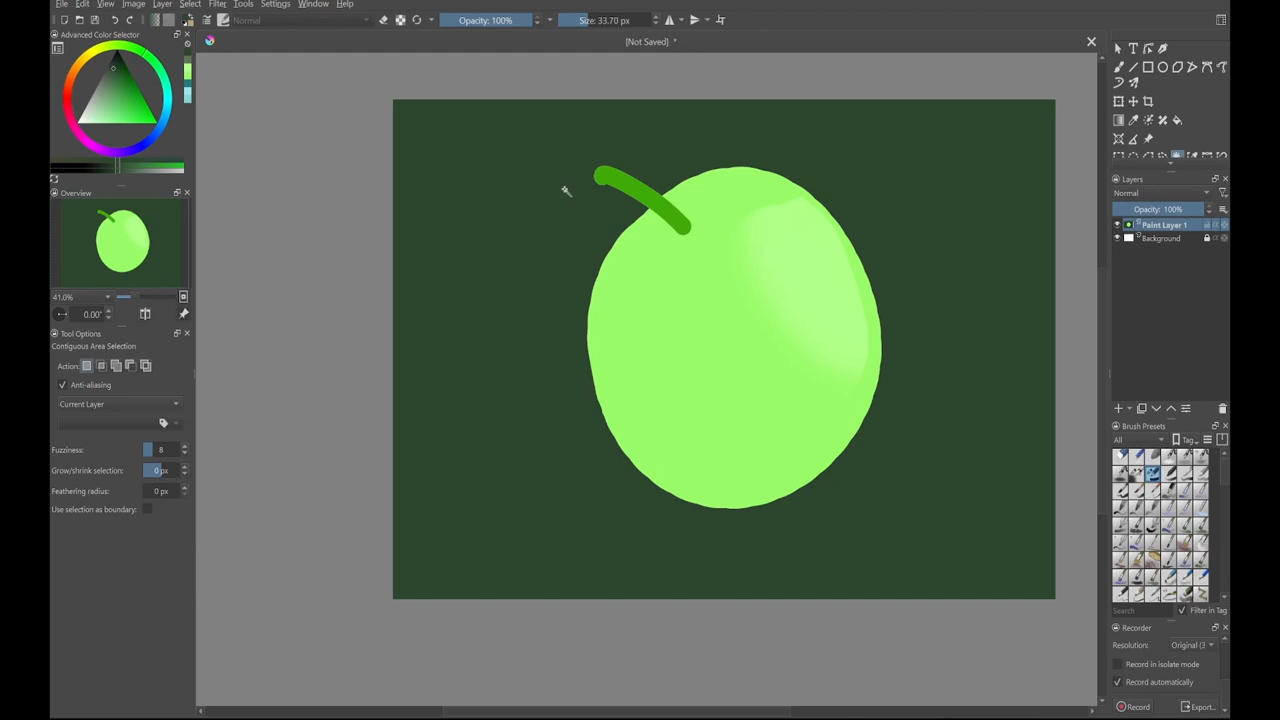 File Edit View Image Layer Select Filter Tools Settings Window Help
Normal Opacity: 100% Size: 33.70 px
Advanced Color Selector
[Not Saved] *
Overview
41.0%
0.00°
Tool Options
Contiguous Area Selection
Action:
Anti-aliasing
Current Layer
Fuzziness: 8
Grow/shrink selection: 0 px
Feathering radius: 0 px
Use selection as boundary:
Layers
Normal
Opacity: 100%
Paint Layer 1
Background
Brush Presets
All Tag
Search Filter in Tag
Recorder
Resolution: Original (3
Record in isolate mode
Record automatically
Record Export...